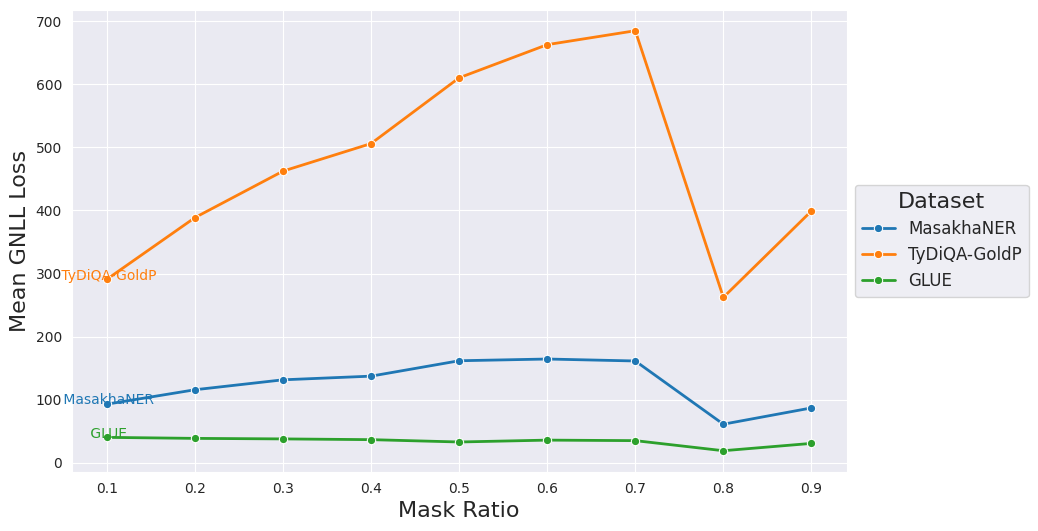 700
600
500
400
300
200
100
0
Mean GNLL Loss
TyDiQA-GoldP
MasakhaNER
GLUE
0.1 0.2 0.3 0.4 0.5 0.6 0.7 0.8 0.9
Mask Ratio
Dataset
MasakhaNER
TyDiQA-GoldP
GLUE